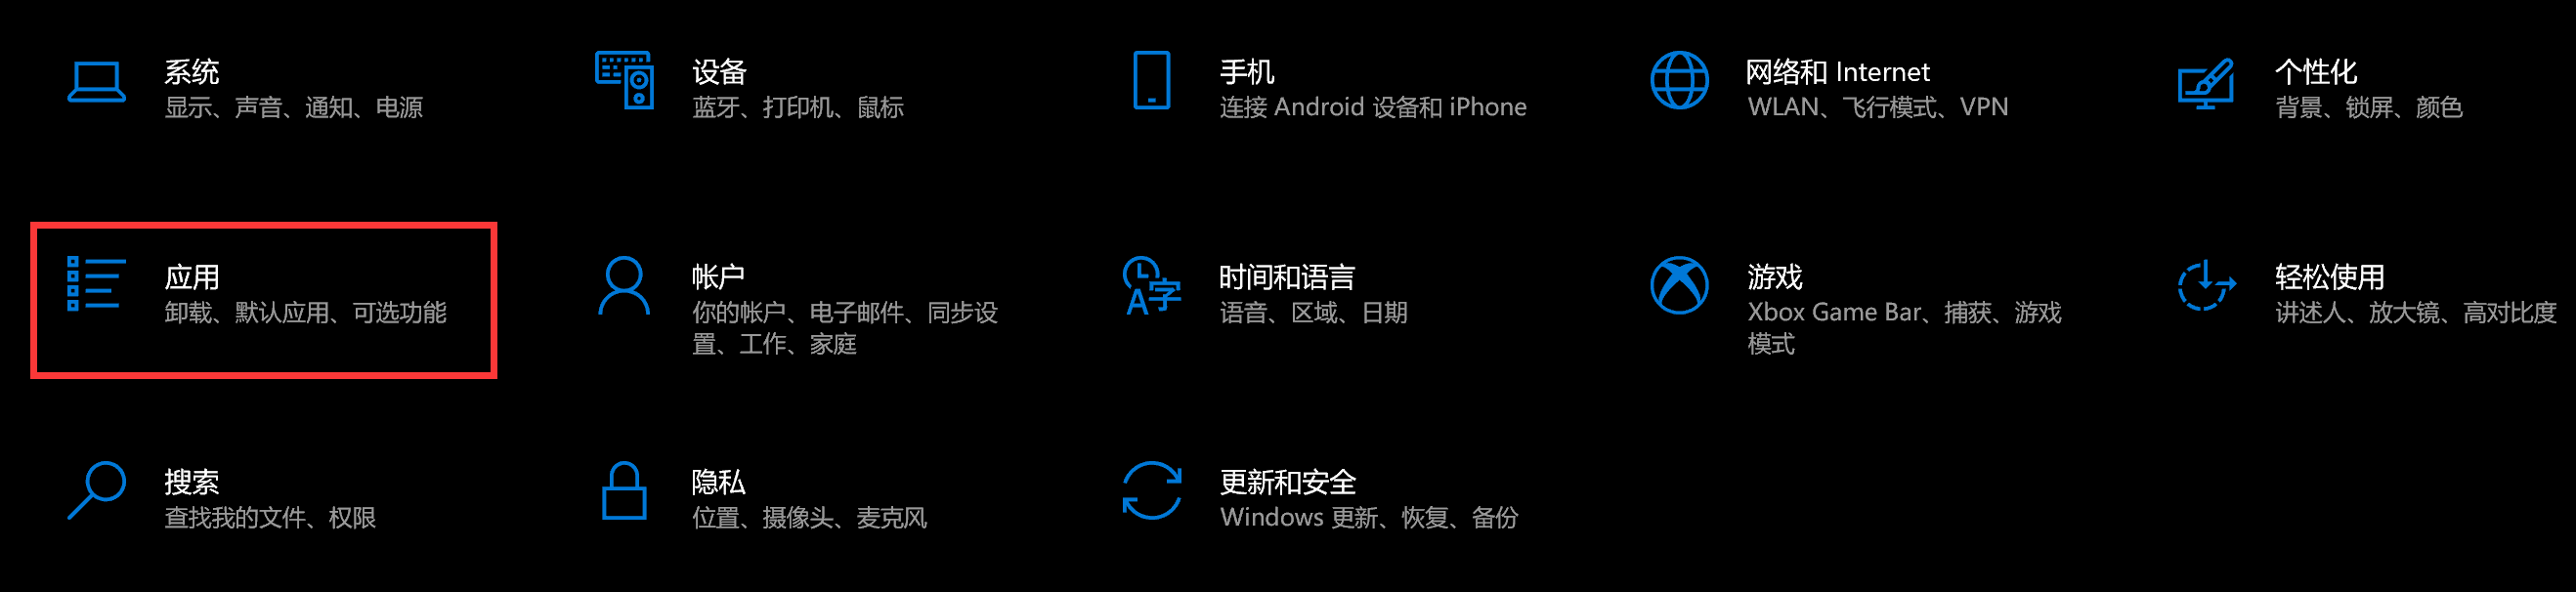 系统
显示、声音、通知、电源
设备
蓝牙、打印机、鼠标
手机
连接 Android 设备和 iPhone
网络和 Internet
WLAN、飞行模式、VPN
个性化
背景、锁屏、颜色
应用
卸载、默认应用、可选功能
帐户
你的帐户、电子邮件、同步设
置、工作、家庭
时间和语言
语音、区域、日期
游戏
Xbox Game Bar、捕获、游戏
模式
轻松使用
讲述人、放大镜、高对比度
搜索
查找我的文件、权限
隐私
位置、摄像头、麦克风
更新和安全
Windows 更新、恢复、备份